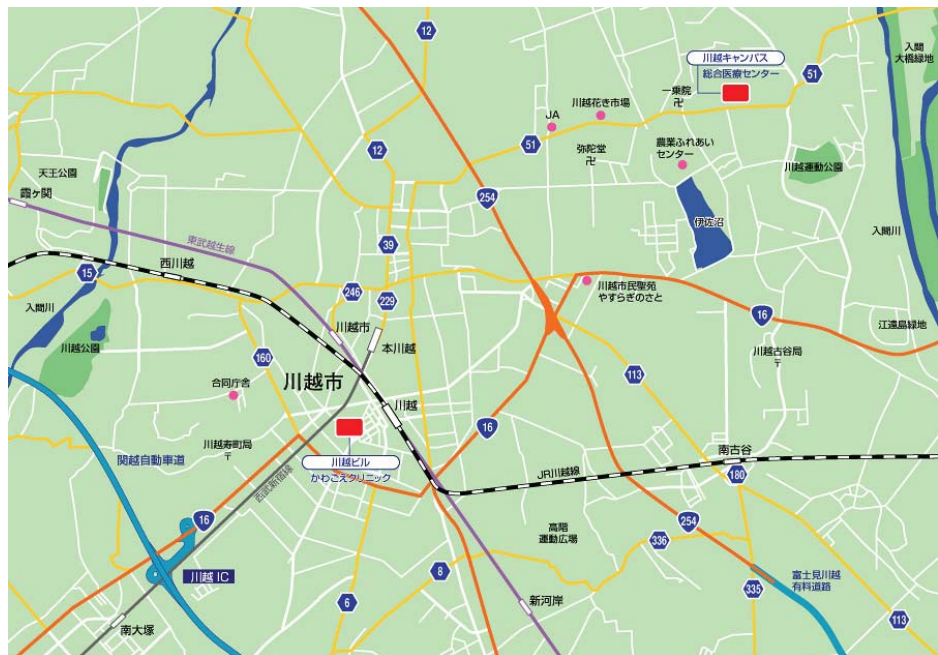 12
川越キャンパス
総合医療センター
51
入間
大橋緑地
一乗院
川越花き市場
JA
12
51
弥陀堂
農業ふれあい
センター
天王公園
川越運動公園
霞ヶ関
254
伊佐沼
東武越生線
39
入間川
西川越
15
246
229
川越市民聖苑
やすらぎのさと
16
入間川
川越市
江遠島緑地
川越公園
160
本川越
川越古谷局
〒
合同庁舎
川越市
113
川越
16
川越寿町局
〒
南古谷
関越自動車道
川越ビル
かわごえクリニック
西武新宿線
JR川越線
180
16
254
高階
運動広場
336
川越 IC
8
富士見川越
有料道路
6
新河岸
335
113
南大塚